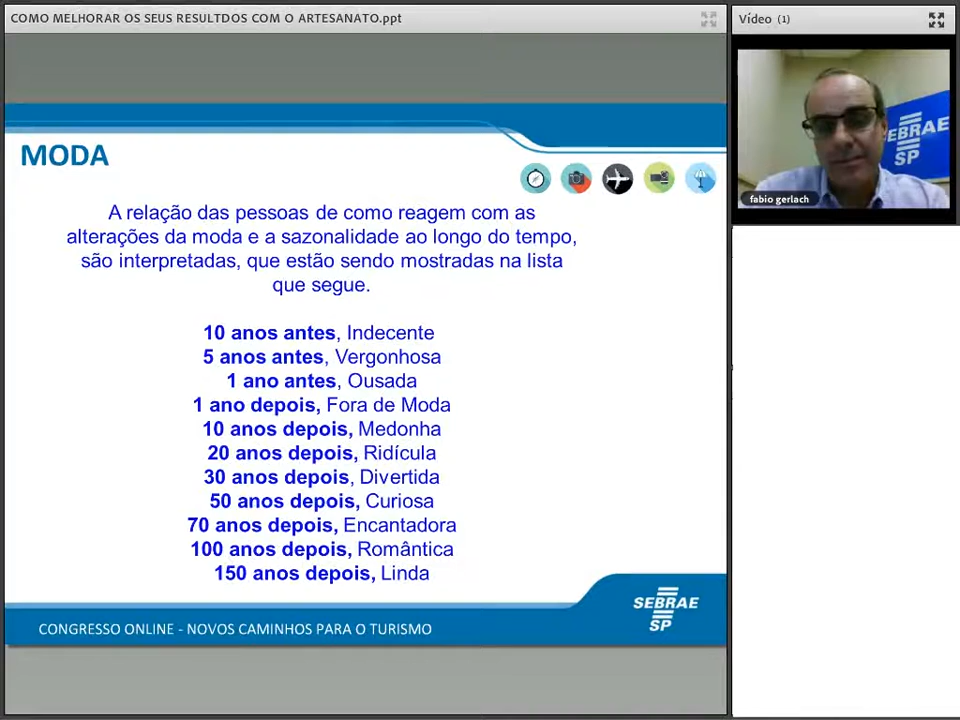 COMO MELHORAR OS SEUS RESULTDOS COM O ARTESANATO.ppt
Vídeo (1)
MODA
A relação das pessoas de como reagem com as
alterações da moda e a sazonalidade ao longo do tempo,
são interpretadas, que estão sendo mostradas na lista
que segue.
10 anos antes, Indecente
5 anos antes, Vergonhosa
1 ano antes, Ousada
1 ano depois, Fora de Moda
10 anos depois, Medonha
20 anos depois, Ridícula
30 anos depois, Divertida
50 anos depois, Curiosa
70 anos depois, Encantadora
100 anos depois, Romântica
150 anos depois, Linda
SEBRAE
SP
CONGRESSO ONLINE - NOVOS CAMINHOS PARA O TURISMO
EBRAE
SP
fabio gerlach